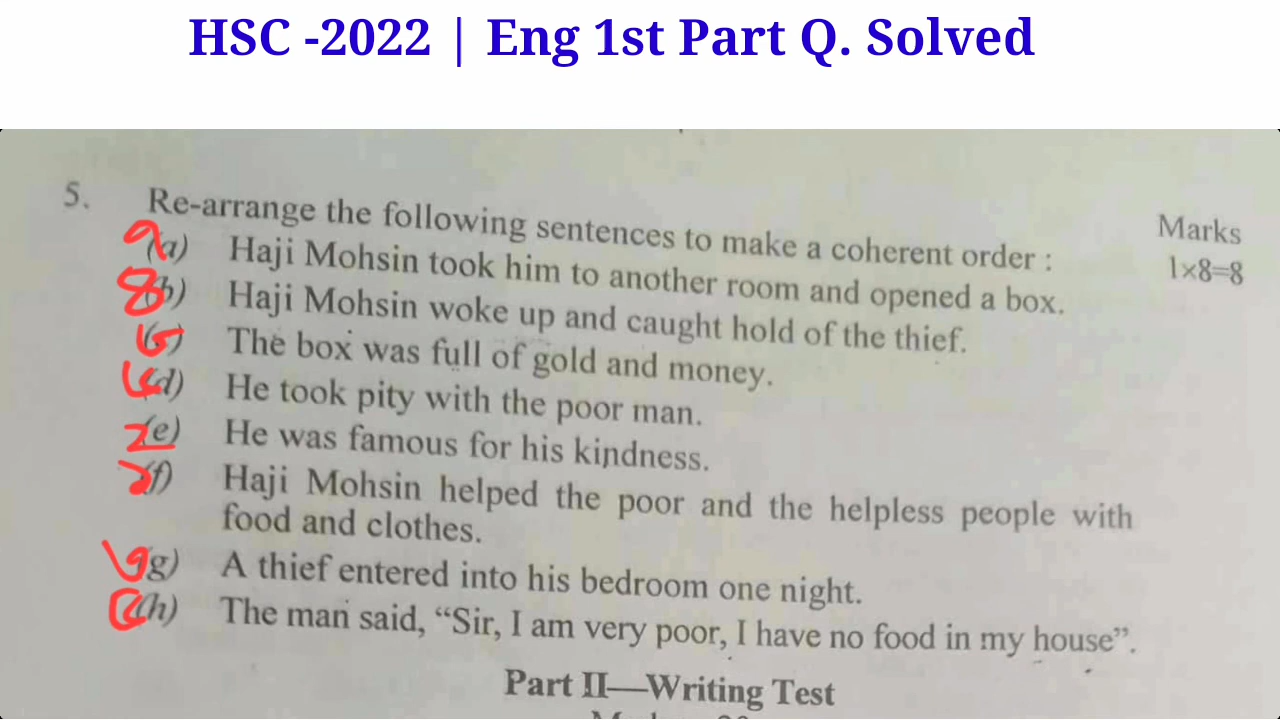 HSC -2022 | Eng 1st Part Q. Solved
5. Re-arrange the following sentences to make a coherent order :
Marks
1×8=8
৭ (a) Haji Mohsin took him to another room and opened a box.
৪ (b) Haji Mohsin woke up and caught hold of the thief.
The box was full of gold and money.
(d) He took pity with the poor man.
(e) He was famous for his kindness.
২ (f) Haji Mohsin helped the poor and the helpless people with
food and clothes.
৩ (g) A thief entered into his bedroom one night.
৫ (h) The man said, “Sir, I am very poor, I have no food in my house”.
Part II—Writing Test